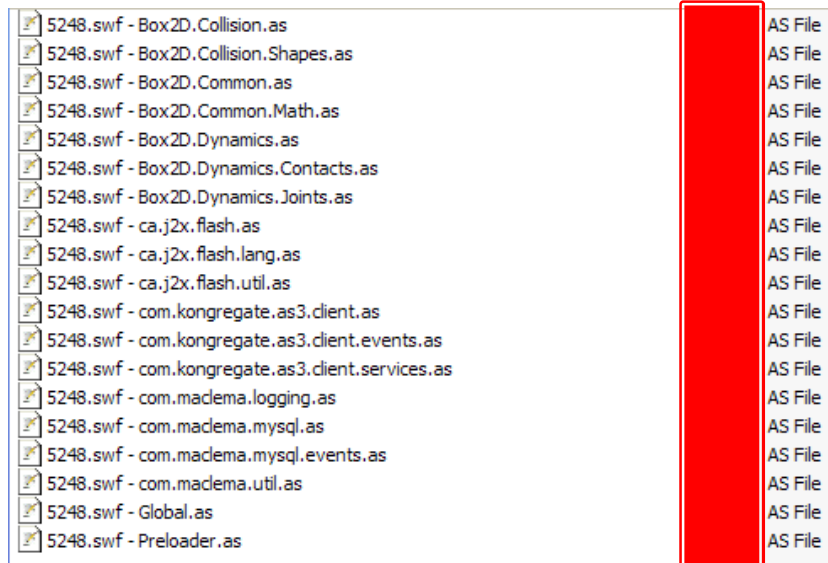 5248.swf - Box2D.Collision.as AS File
5248.swf - Box2D.Collision.Shapes.as AS File
5248.swf - Box2D.Common.as AS File
5248.swf - Box2D.Common.Math.as AS File
5248.swf - Box2D.Dynamics.as AS File
5248.swf - Box2D.Dynamics.Contacts.as AS File
5248.swf - Box2D.Dynamics.Joints.as AS File
5248.swf - ca.j2x.flash.as AS File
5248.swf - ca.j2x.flash.lang.as AS File
5248.swf - ca.j2x.flash.util.as AS File
5248.swf - com.kongregate.as3.client.as AS File
5248.swf - com.kongregate.as3.client.events.as AS File
5248.swf - com.kongregate.as3.client.services.as AS File
5248.swf - com.maclema.logging.as AS File
5248.swf - com.maclema.mysql.as AS File
5248.swf - com.maclema.mysql.events.as AS File
5248.swf - com.maclema.util.as AS File
5248.swf - Global.as AS File
5248.swf - Preloader.as AS File